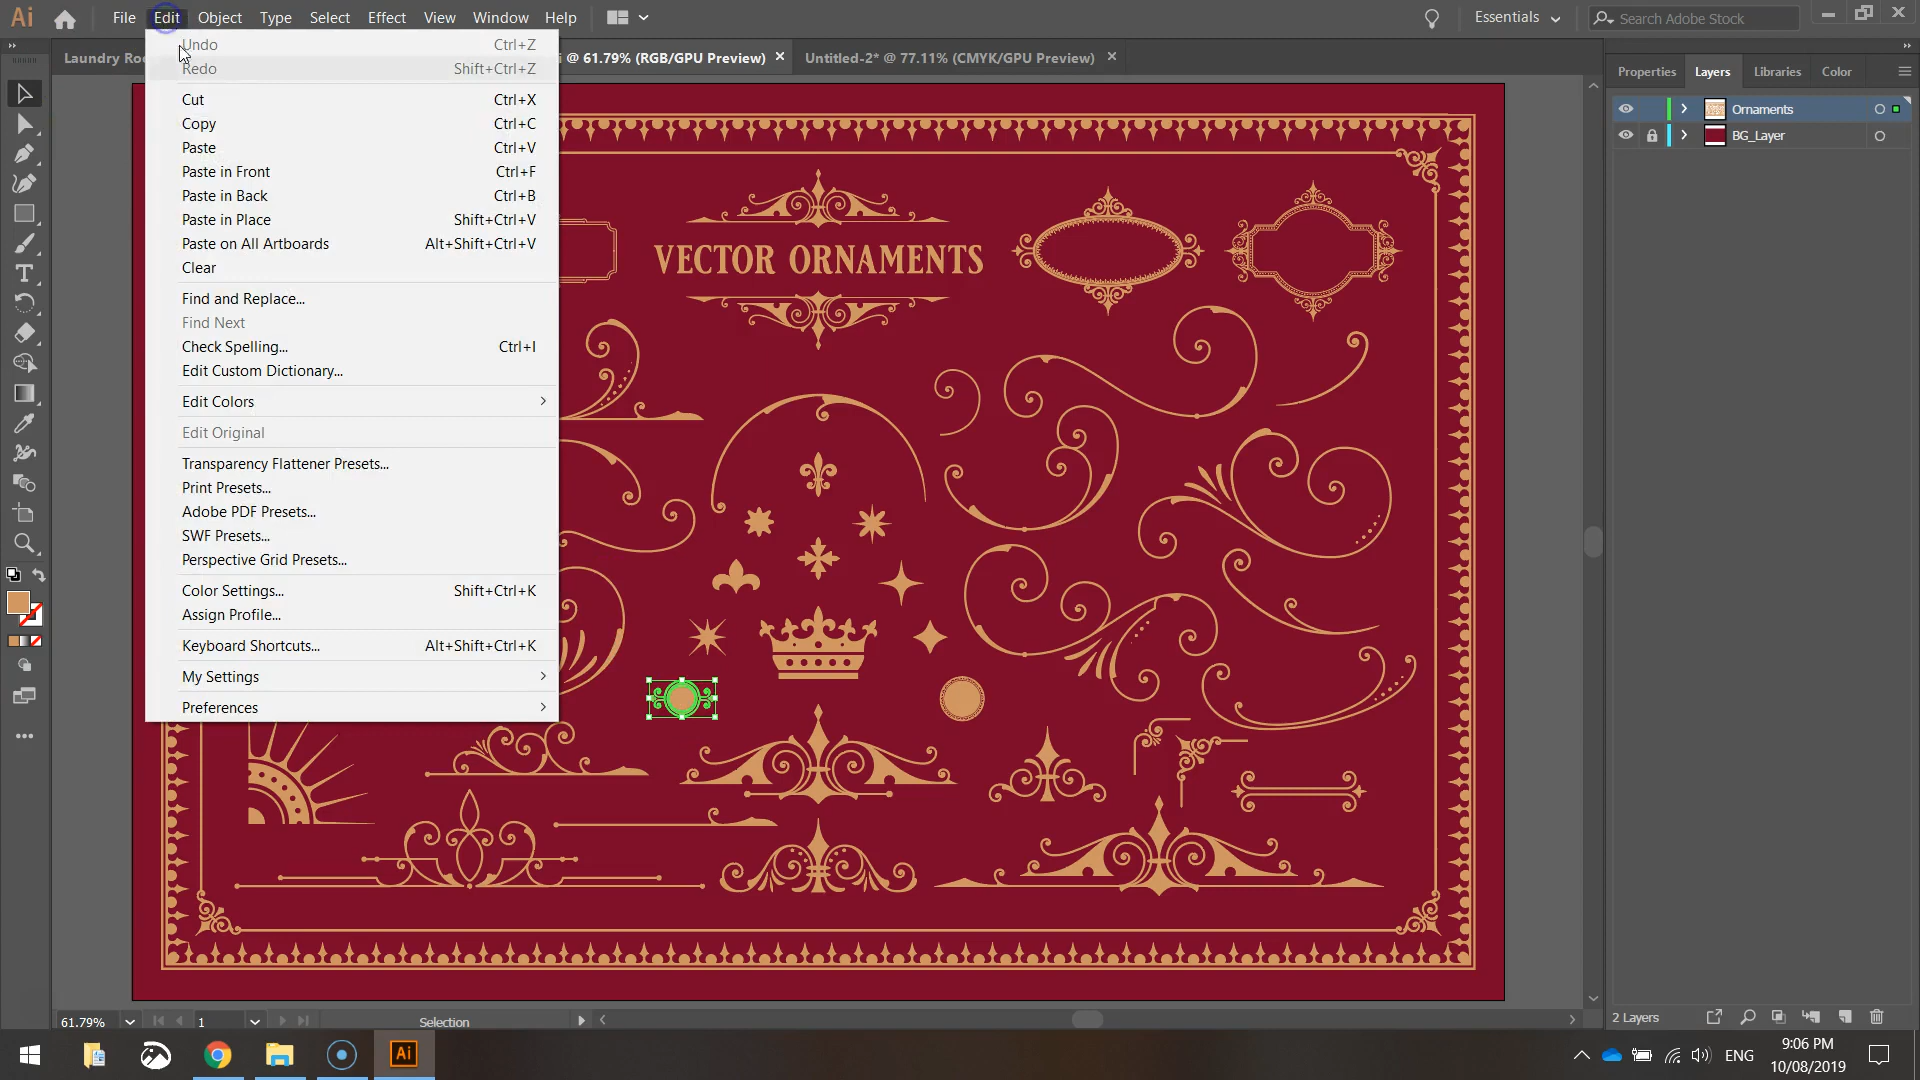 Ai File Edit Object Type Select Effect View Window Help Essentials Search Adobe Stock
Laundry Roo
i @ 61.79% (RGB/GPU Preview) × Untitled-2* @ 77.11% (CMYK/GPU Preview) ×
Undo Ctrl+Z
Redo Shift+Ctrl+Z
Cut Ctrl+X
Copy Ctrl+C
Paste Ctrl+V
Paste in Front Ctrl+F
Paste in Back Ctrl+B
Paste in Place Shift+Ctrl+V
Paste on All Artboards Alt+Shift+Ctrl+V
Clear
Find and Replace...
Find Next
Check Spelling... Ctrl+I
Edit Custom Dictionary...
Edit Colors
Edit Original
Transparency Flattener Presets...
Print Presets...
Adobe PDF Presets...
SWF Presets...
Perspective Grid Presets...
Color Settings... Shift+Ctrl+K
Assign Profile...
Keyboard Shortcuts... Alt+Shift+Ctrl+K
My Settings
Preferences
VECTOR ORNAMENTS
Properties Layers Libraries Color
Ornaments
BG_Layer
2 Layers
61.79% 1 Selection
Ai
ENG
9:06 PM
10/08/2019